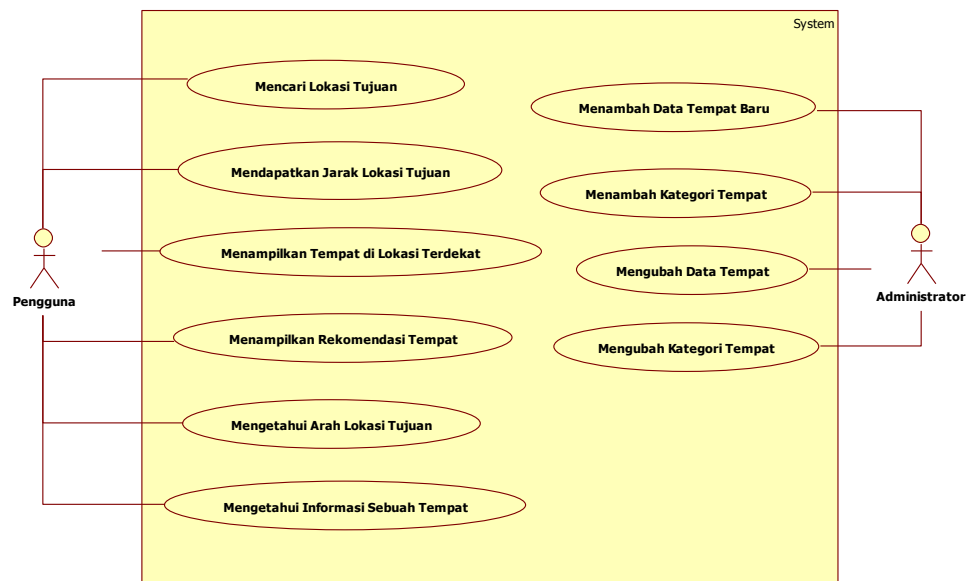 System
Mencari Lokasi Tujuan
Menambah Data Tempat Baru
Mendapatkan Jarak Lokasi Tujuan
Menambah Kategori Tempat
Menampilkan Tempat di Lokasi Terdekat
Mengubah Data Tempat
Pengguna
Administrator
Menampilkan Rekomendasi Tempat
Mengubah Kategori Tempat
Mengetahui Arah Lokasi Tujuan
Mengetahui Informasi Sebuah Tempat